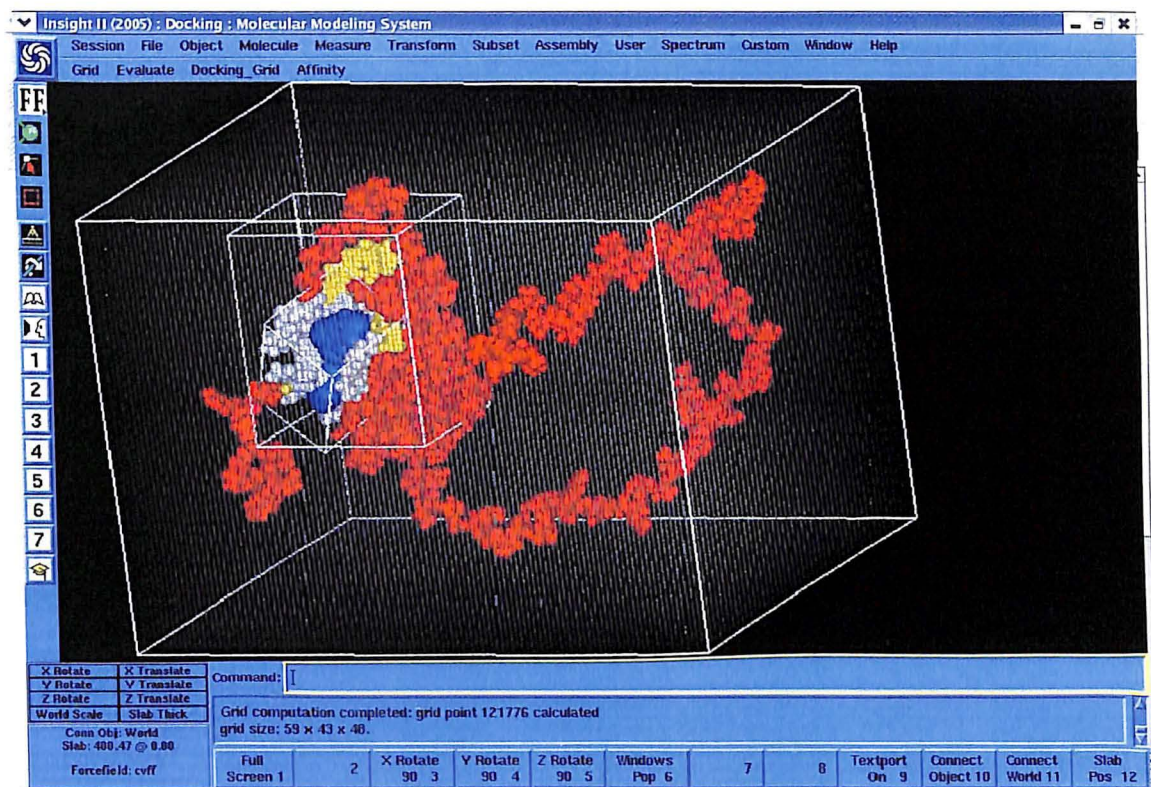 Insight II (2005) : Docking : Molecular Modeling System
Session File Object Molecule Measure Transform Subset Assembly User Spectrum Custom Window Help
Grid Evaluate Docking_Grid Affinity
FF
1
2
3
4
5
6
7
X Rotate X Translate
Y Rotate Y Translate
Z Rotate Z Translate
World Scale Slab Thick
Conn Obj: World
Slab: 400.47 @ 0.00
Forcefield: cvff
Command:
Grid computation completed: grid point 121776 calculated
grid size: 59 x 43 x 48.
Full Screen 1
2
X Rotate 90 3
Y Rotate 90 4
Z Rotate 90 5
Windows Pop 6
7
8
Textport On 9
Connect Object 10
Connect World 11
Slab Pos 12